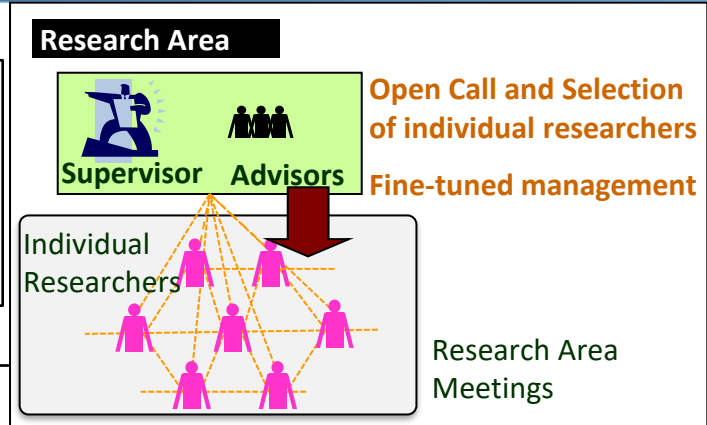 Research Area
Supervisor
Advisors
Open Call and Selection
of individual researchers
Fine-tuned management
Individual
Researchers
Research Area
Meetings